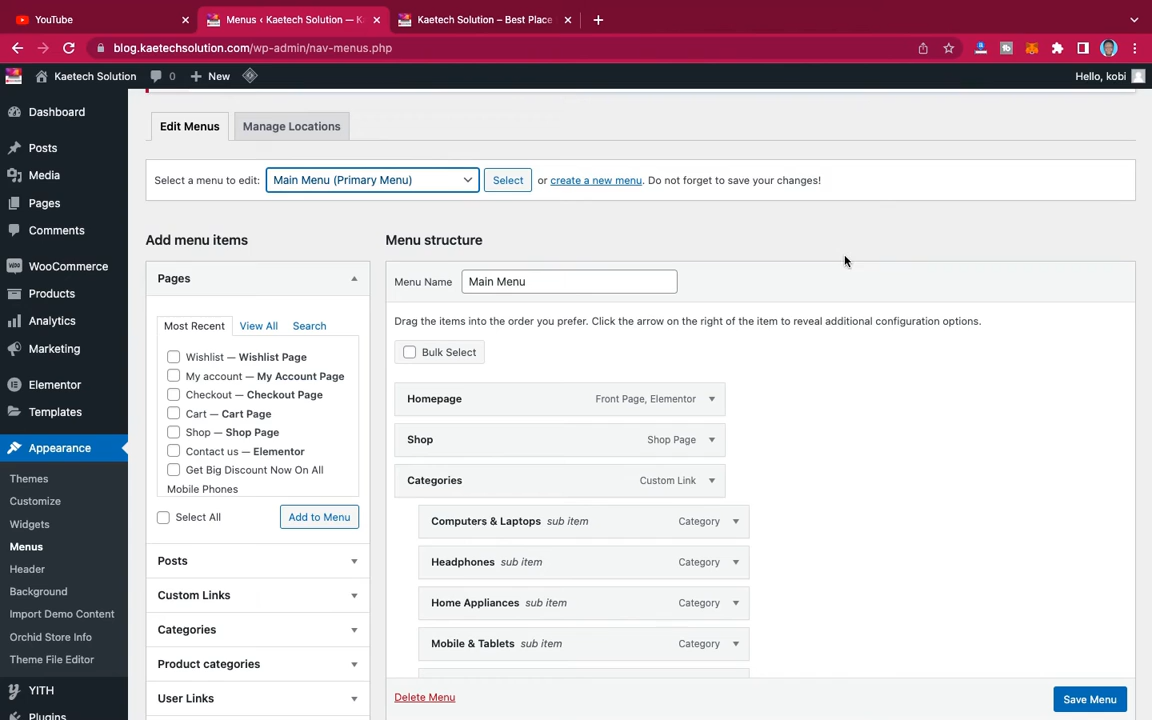 YouTube
Menus ‹ Kaetech Solution — K
Kaetech Solution – Best Place
blog.kaetechsolution.com/wp-admin/nav-menus.php
Kaetech Solution
0
New
Hello, kobi
Dashboard
Posts
Media
Pages
Comments
WooCommerce
Products
Analytics
Marketing
Elementor
Templates
Appearance
Themes
Customize
Widgets
Menus
Header
Background
Import Demo Content
Orchid Store Info
Theme File Editor
YITH
Plugins
Edit Menus
Manage Locations
Select a menu to edit: Main Menu (Primary Menu) Select or create a new menu. Do not forget to save your changes!
Add menu items
Pages
Most Recent View All Search
Wishlist — Wishlist Page
My account — My Account Page
Checkout — Checkout Page
Cart — Cart Page
Shop — Shop Page
Contact us — Elementor
Get Big Discount Now On All
Mobile Phones
Select All
Add to Menu
Posts
Custom Links
Categories
Product categories
User Links
Menu structure
Menu Name Main Menu
Drag the items into the order you prefer. Click the arrow on the right of the item to reveal additional configuration options.
Bulk Select
Homepage Front Page, Elementor
Shop Shop Page
Categories Custom Link
Computers & Laptops sub item Category
Headphones sub item Category
Home Appliances sub item Category
Mobile & Tablets sub item Category
Delete Menu
Save Menu